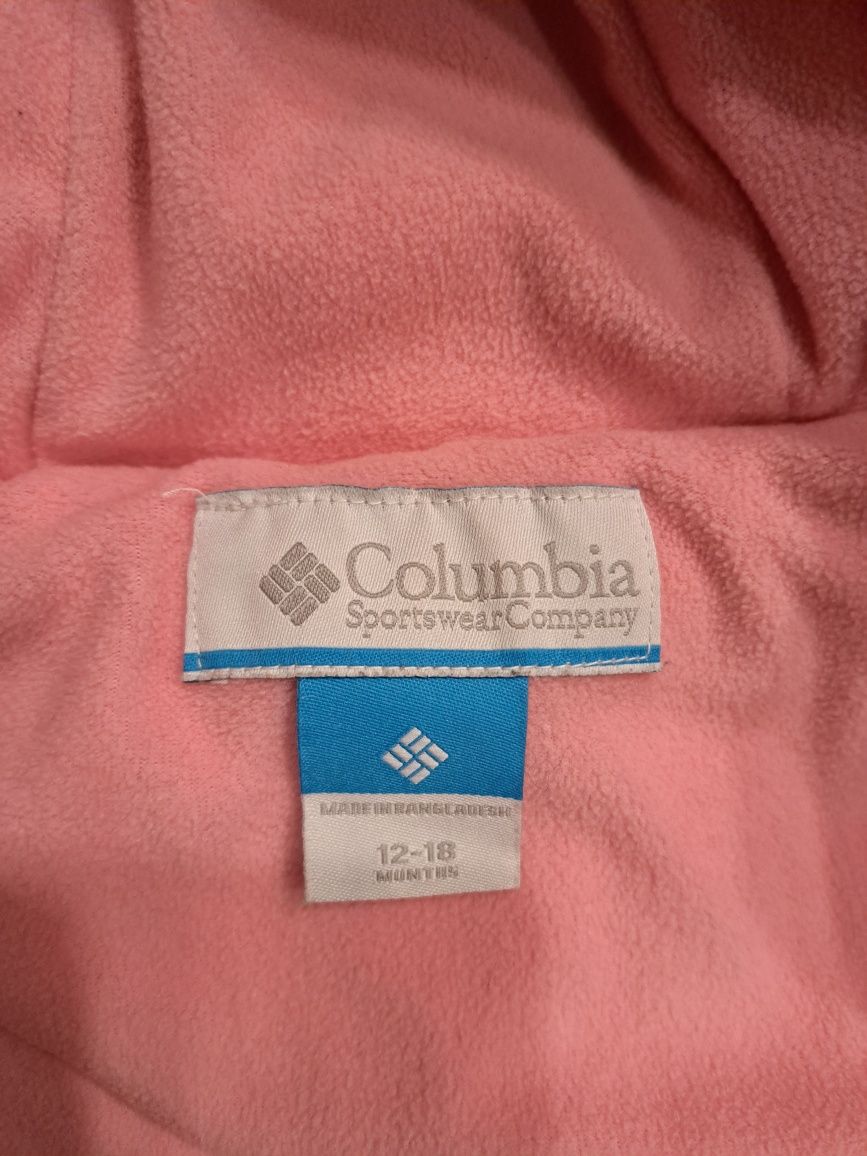 Columbia
Sportswear Company
MADE IN BANGLADESH
12-18
MONTHS